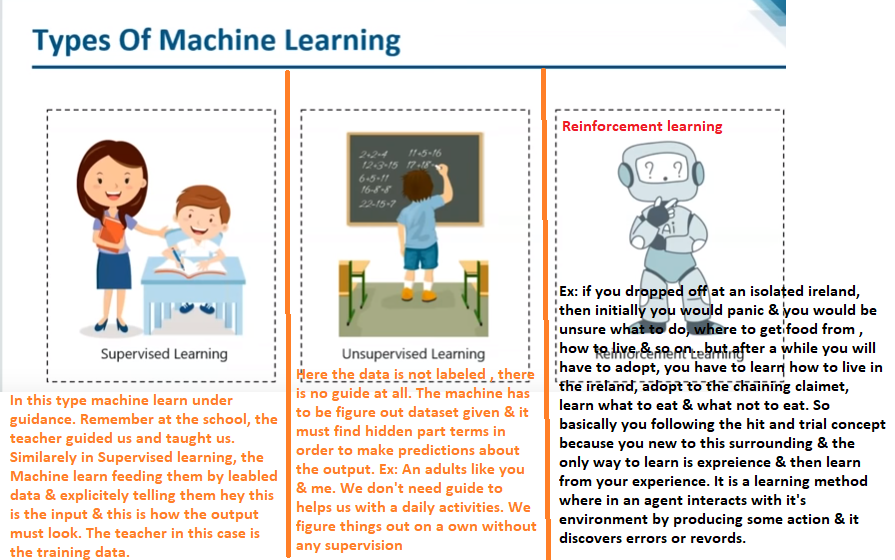 Types Of Machine Learning
2+2=4 11+5=16
12+3=15 17+18=
6+5=11
16-8=8
22-15=7
Supervised Learning
In this type machine learn under
guidance. Remember at the school, the
teacher guided us and taught us.
Similarely in Supervised learning, the
Machine learn feeding them by leabled
data & explicitely telling them hey this
is the input & this is how the output
must look. The teacher in this case is
the training data.
Unsupervised Learning
Here the data is not labeled , there
is no guide at all. The machine has
to be figure out dataset given & it
must find hidden part terms in
order to make predictions about
the output. Ex: An adults like you
& me. We don't need guide to
helps us with a daily activities. We
figure things out on a own without
any supervision
Reinforcement learning
? . ?
Ai
Ex: if you dropped off at an isolated ireland,
then initially you would panic & you would be
unsure what to do, where to get food from ,
how to live & so on , but after a while you will
Reinforcement Learning
have to adopt, you have to learn how to live in
the ireland, adopt to the chaining claimet,
learn what to eat & what not to eat. So
basically you following the hit and trial concept
because you new to this surrounding & the
only way to learn is expreience & then learn
from your experience. It is a learning method
where in an agent interacts with it's
environment by producing some action & it
discovers errors or revords.